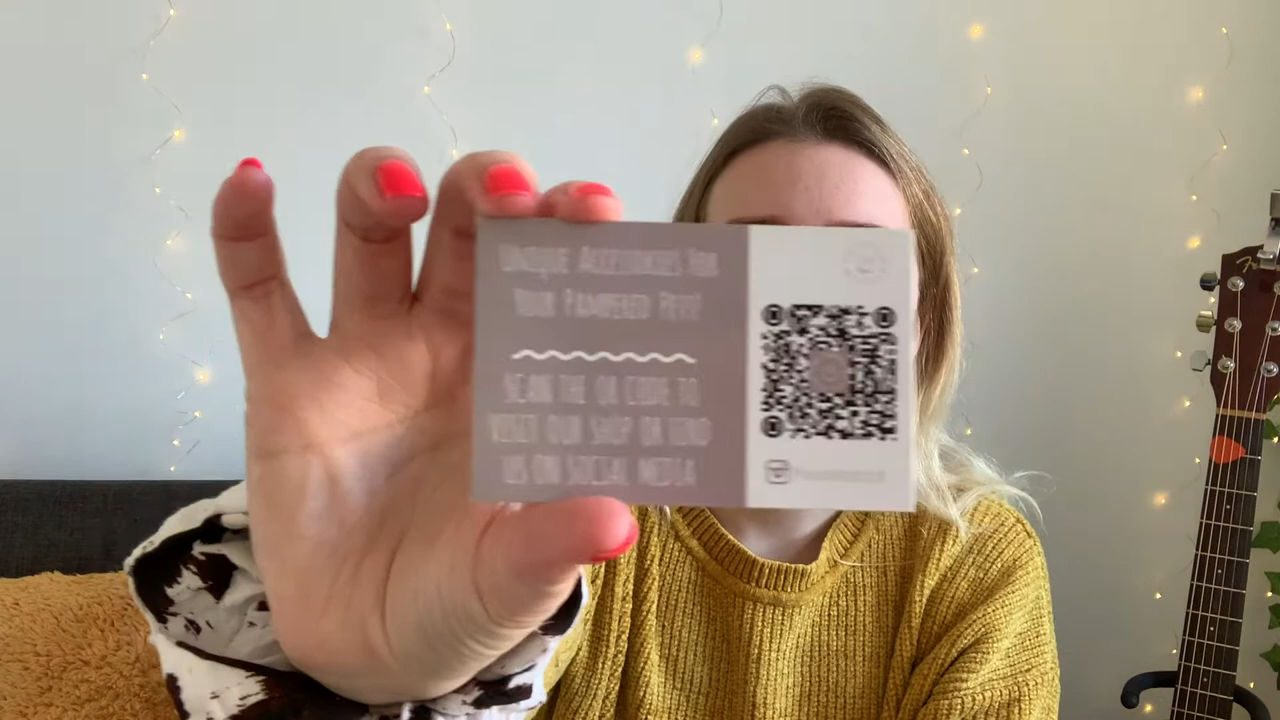 Unique Accessories For
Your Pampered Pets!
SCAN THE QR CODE TO
VISIT OUR SHOP OR FIND
US ON SOCIAL MEDIA